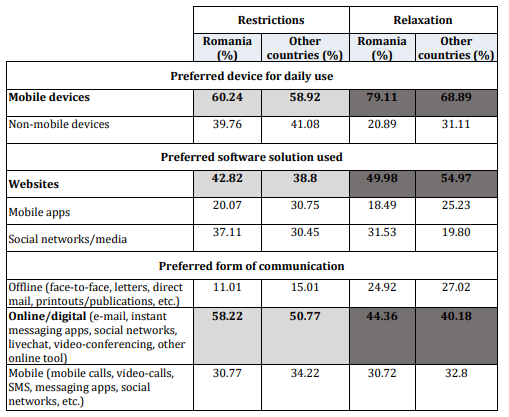 Restrictions Relaxation
Romania (%) Other countries (%) Romania (%) Other countries (%)
Preferred device for daily use
Mobile devices 60.24 58.92 79.11 68.89
Non-mobile devices 39.76 41.08 20.89 31.11
Preferred software solution used
Websites 42.82 38.8 49.98 54.97
Mobile apps 20.07 30.75 18.49 25.23
Social networks/media 37.11 30.45 31.53 19.80
Preferred form of communication
Offline (face-to-face, letters, direct 11.01 15.01 24.92 27.02
mail, printouts/publications, etc.)
Online/digital (e-mail, instant 58.22 50.77 44.36 40.18
messaging apps, social networks,
livechat, video-conferencing, other
online tool)
Mobile (mobile calls, video-calls, 30.77 34.22 30.72 32.8
SMS, messaging apps, social
networks, etc.)